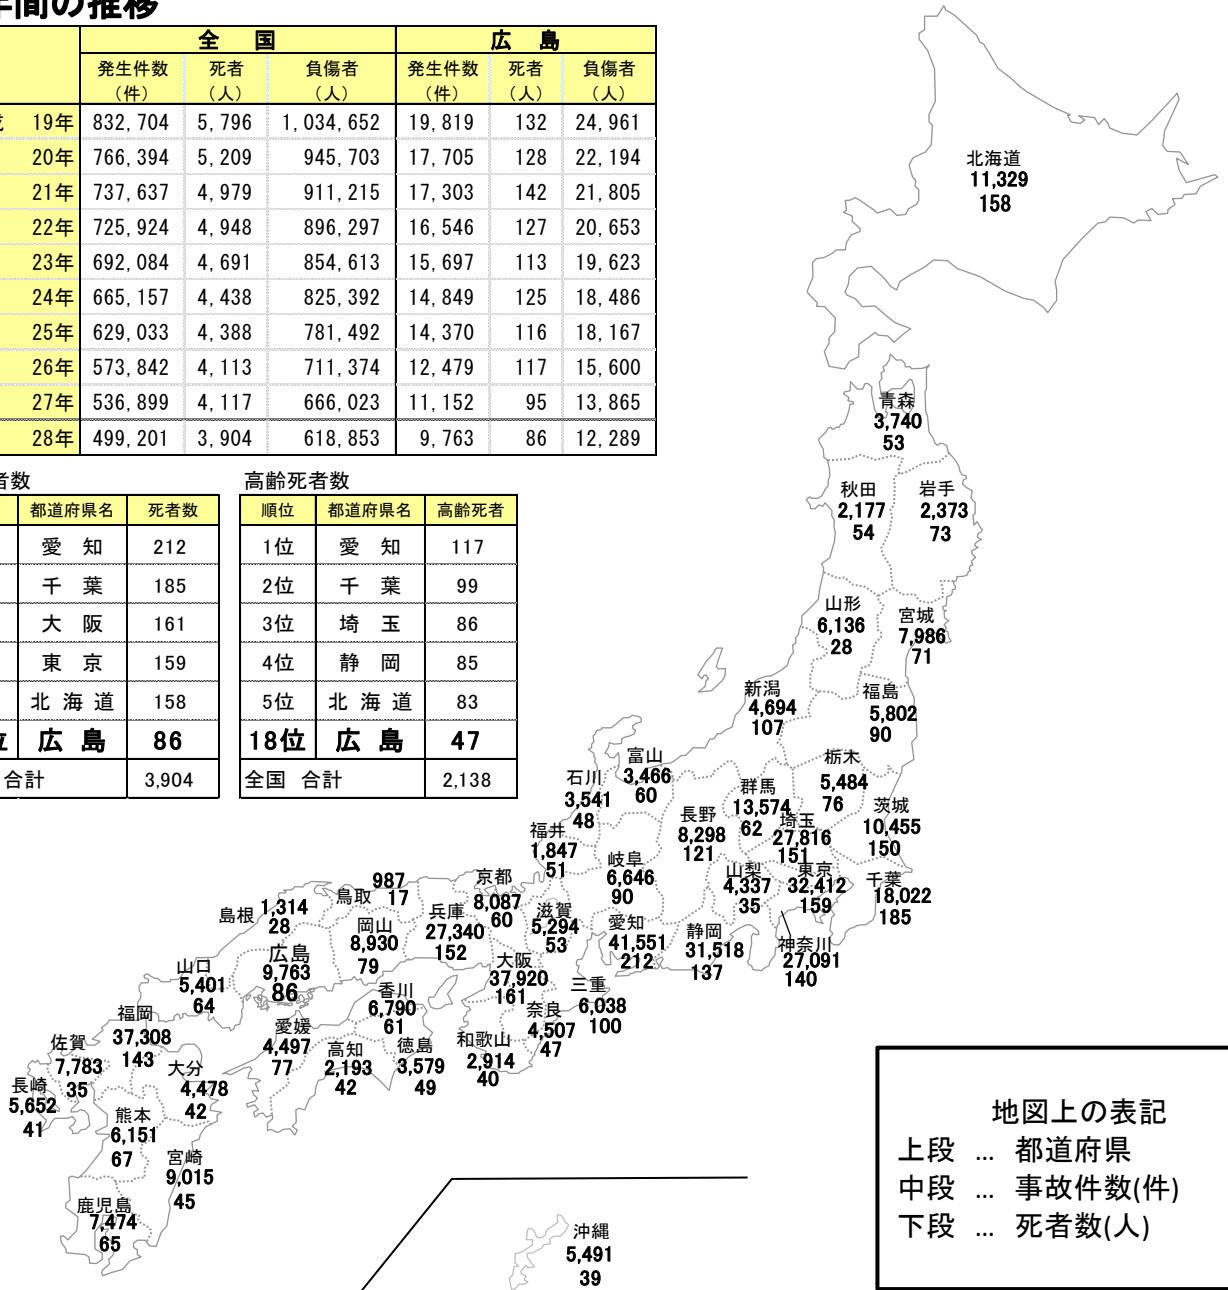 年間の推移
全 国 広 島
発生件数 死者 負傷者 発生件数 死者 負傷者
(件) (人) (人) (件) (人) (人)
19年 832,704 5,796 1,034,652 19,819 132 24,961
20年 766,394 5,209 945,703 17,705 128 22,194
21年 737,637 4,979 911,215 17,303 142 21,805
22年 725,924 4,948 896,297 16,546 127 20,653
23年 692,084 4,691 854,613 15,697 113 19,623
24年 665,157 4,438 825,392 14,849 125 18,486
25年 629,033 4,388 781,492 14,370 116 18,167
26年 573,842 4,113 711,374 12,479 117 15,600
27年 536,899 4,117 666,023 11,152 95 13,865
28年 499,201 3,904 618,853 9,763 86 12,289
者数
都道府県名 死者数
愛 知 212
千 葉 185
大 阪 161
東 京 159
北 海 道 158
位 広 島 86
合計 3,904
高齢死者数
順位 都道府県名 高齢死者
1位 愛 知 117
2位 千 葉 99
3位 埼 玉 86
4位 静 岡 85
5位 北 海 道 83
18位 広 島 47
全国 合計 2,138
北海道
11,329
158
青森
3,740
53
秋田
2,177
54
岩手
2,373
73
山形
6,136
28
宮城
7,986
71
新潟
4,694
107
福島
5,802
90
富山
3,466
60
石川
3,541
48
福井
1,847
51
栃木
5,484
76
群馬
13,574
62
茨城
10,455
150
埼玉
27,816
151
長野
8,298
121
岐阜
6,646
90
山梨
4,337
35
東京
32,412
159
千葉
18,022
185
神奈川
27,091
140
静岡
31,518
137
愛知
41,551
212
三重
6,038
100
滋賀
5,294
53
京都
8,087
60
兵庫
27,340
152
大阪
37,920
161
奈良
4,507
47
和歌山
2,914
40
鳥取
987
17
島根
1,314
28
岡山
8,930
79
広島
9,763
86
山口
5,401
64
香川
6,790
61
愛媛
4,497
77
高知
2,193
42
徳島
3,579
49
福岡
37,308
143
佐賀
7,783
35
長崎
5,652
41
大分
4,478
42
熊本
6,151
67
宮崎
9,015
45
鹿児島
7,474
65
沖縄
5,491
39
地図上の表記
上段 … 都道府県
中段 … 事故件数(件)
下段 … 死者数(人)